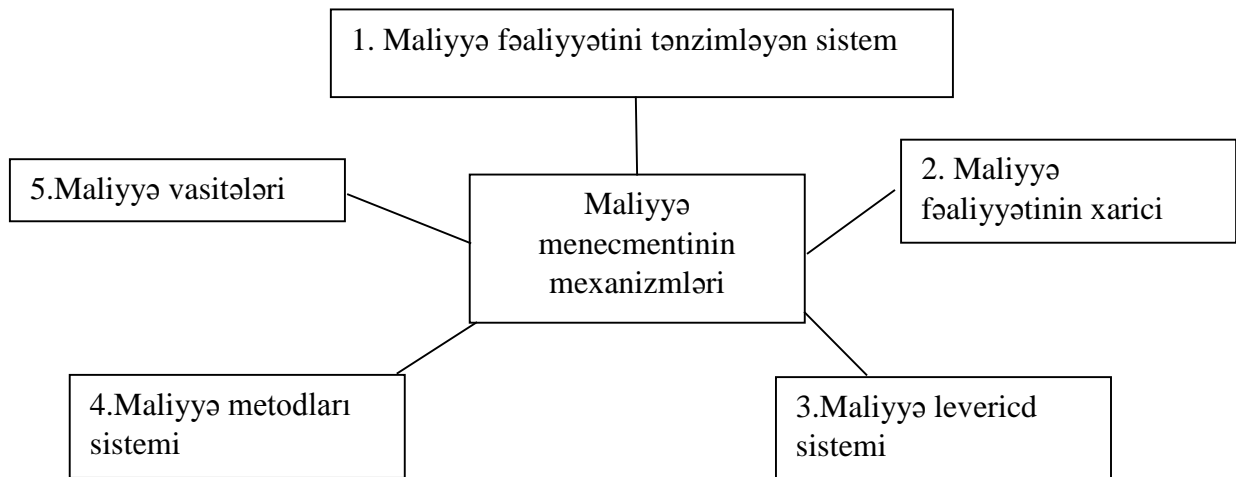 1. Maliyyə fəaliyyətini tənzimləyən sistem
5.Maliyyə vasitələri
Maliyyə
menecmentinin
mexanizmləri
2. Maliyyə
fəaliyyətinin xarici
4.Maliyyə metodları
sistemi
3.Maliyyə levericd
sistemi